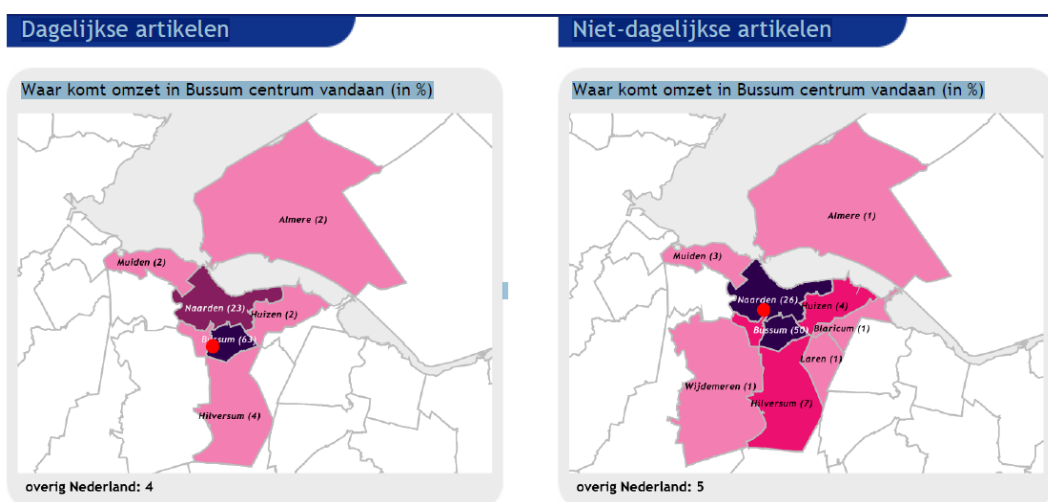 Dagelijkse artikelen
Waar komt omzet in Bussum centrum vandaan (in %)
Almere (2)
Muiden (2)
Naarden (23)
Huizen (2)
Bussum (63)
Hilversum (4)
overig Nederland: 4
Niet-dagelijkse artikelen
Waar komt omzet in Bussum centrum vandaan (in %)
Almere (1)
Muiden (3)
Naarden (26)
Huizen (4)
Bussum (50)
Blaricum (1)
Laren (1)
Wijdemeren (1)
Hilversum (7)
overig Nederland: 5